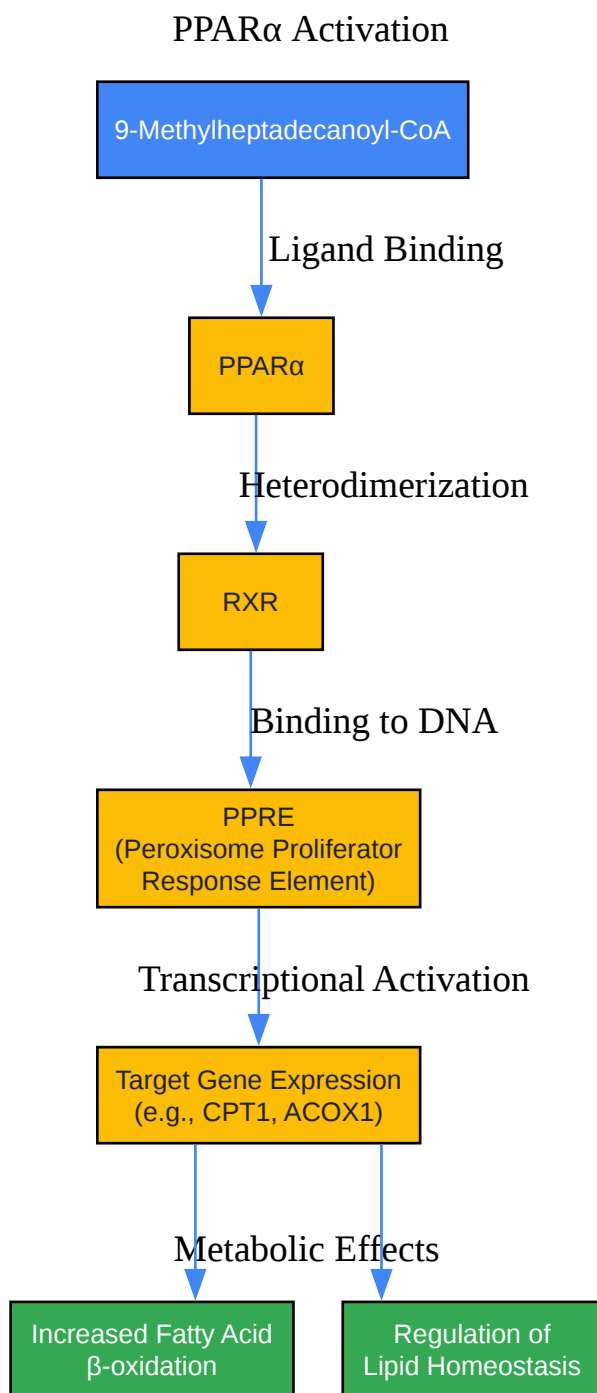 PPARα Activation
9-Methylheptadecanoyl-CoA
Ligand Binding
PPARα
Heterodimerization
RXR
Binding to DNA
PPRE
(Peroxisome Proliferator
Response Element)
Transcriptional Activation
Target Gene Expression
(e.g., CPT1, ACOX1)
Metabolic Effects
Increased Fatty Acid
β-oxidation
Regulation of
Lipid Homeostasis